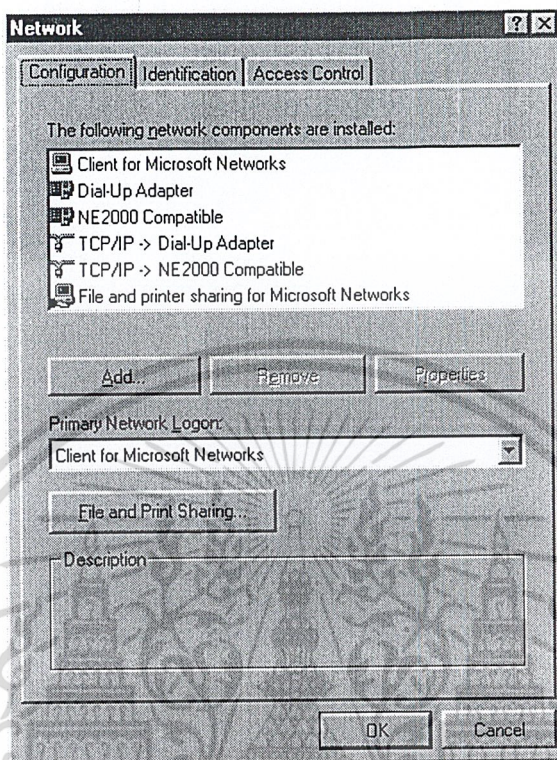 Network
Configuration Identification Access Control
The following network components are installed:
Client for Microsoft Networks
Dial-Up Adapter
NE2000 Compatible
TCP/IP -> Dial-Up Adapter
TCP/IP -> NE2000 Compatible
File and printer sharing for Microsoft Networks
Add... Remove Properties
Primary Network Logon:
Client for Microsoft Networks
File and Print Sharing...
Description
OK Cancel